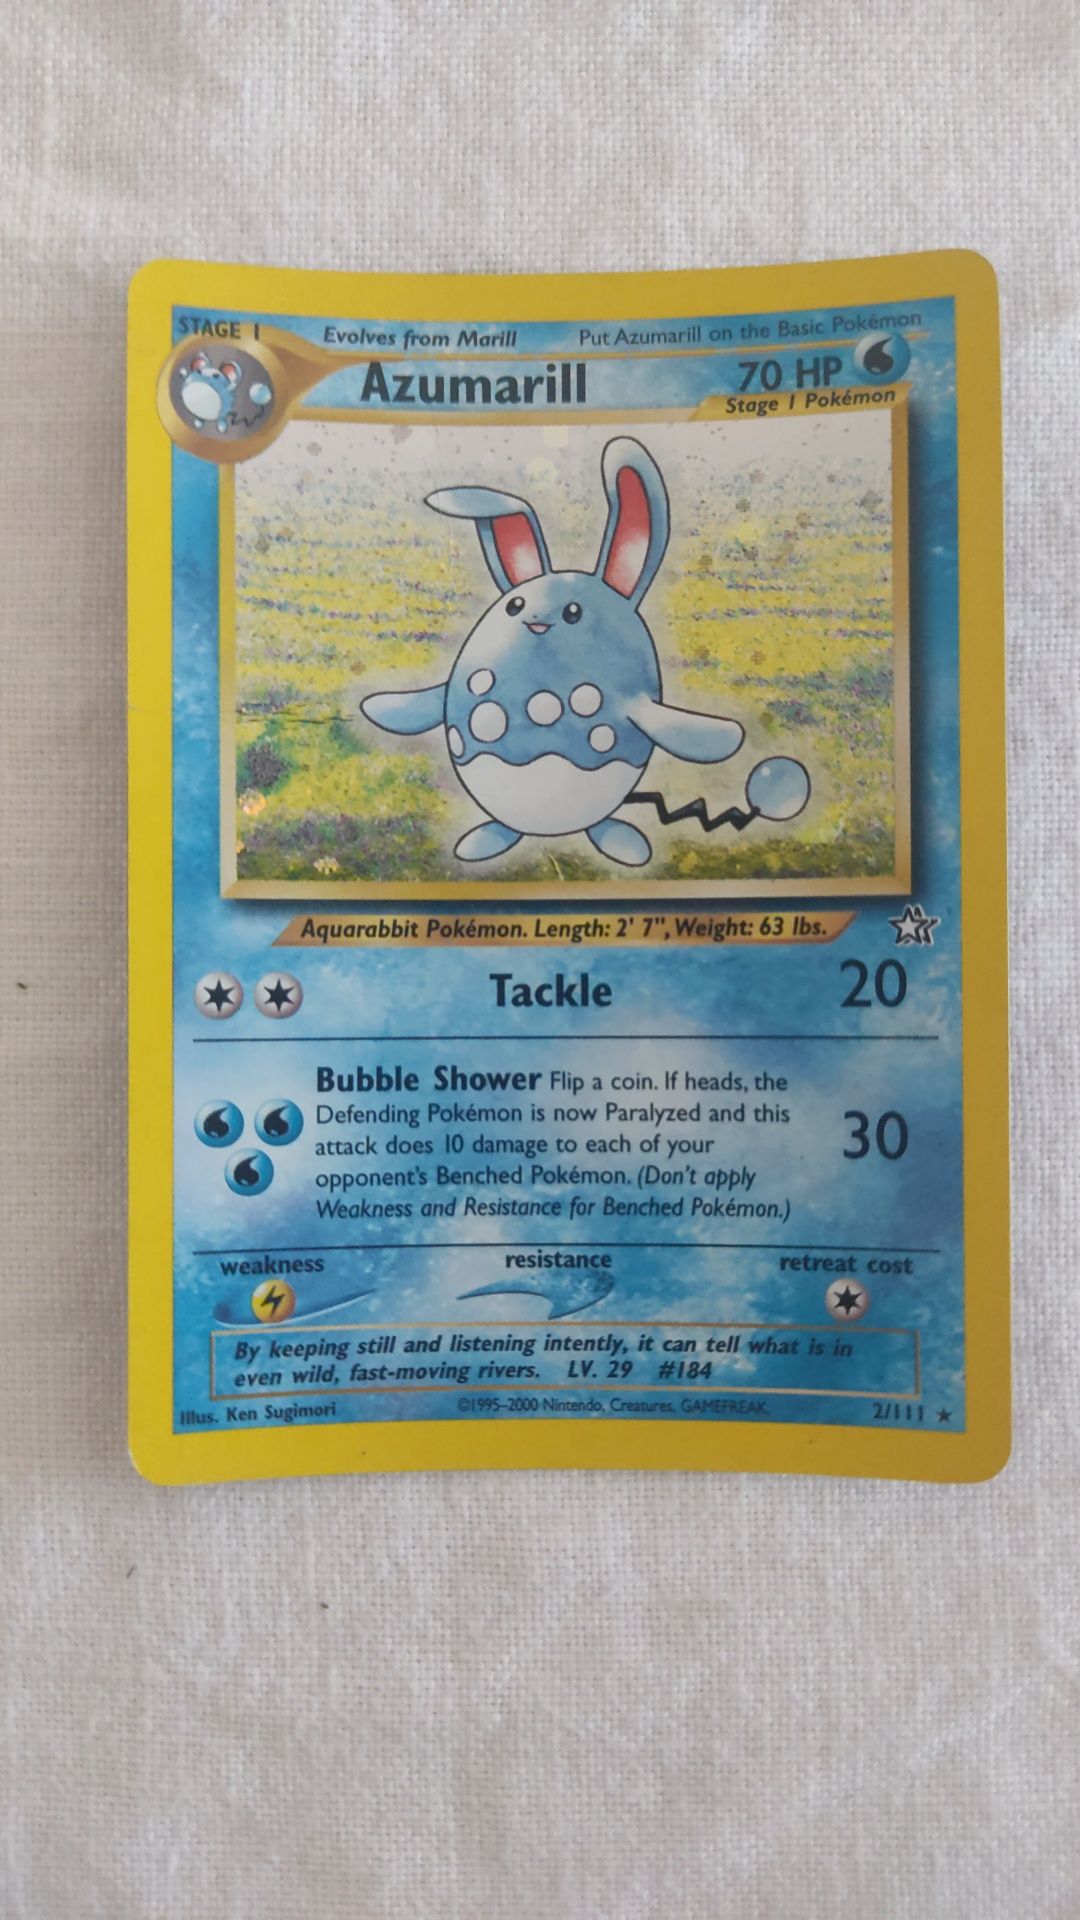 STAGE 1
Evolves from Marill
Put Azumarill on the Basic Pokémon
Azumarill
70 HP
Stage 1 Pokémon
Aquarabbit Pokémon. Length: 2' 7", Weight: 63 lbs.
Tackle
20
Bubble Shower Flip a coin. If heads, the
Defending Pokémon is now Paralyzed and this
attack does 10 damage to each of your
opponent's Benched Pokémon. (Don't apply
Weakness and Resistance for Benched Pokémon.)
30
weakness
resistance
retreat cost
By keeping still and listening intently, it can tell what is in
even wild, fast-moving rivers. LV. 29 #184
Illus. Ken Sugimori
©1995–2000 Nintendo, Creatures, GAMEFREAK.
2/111 ★